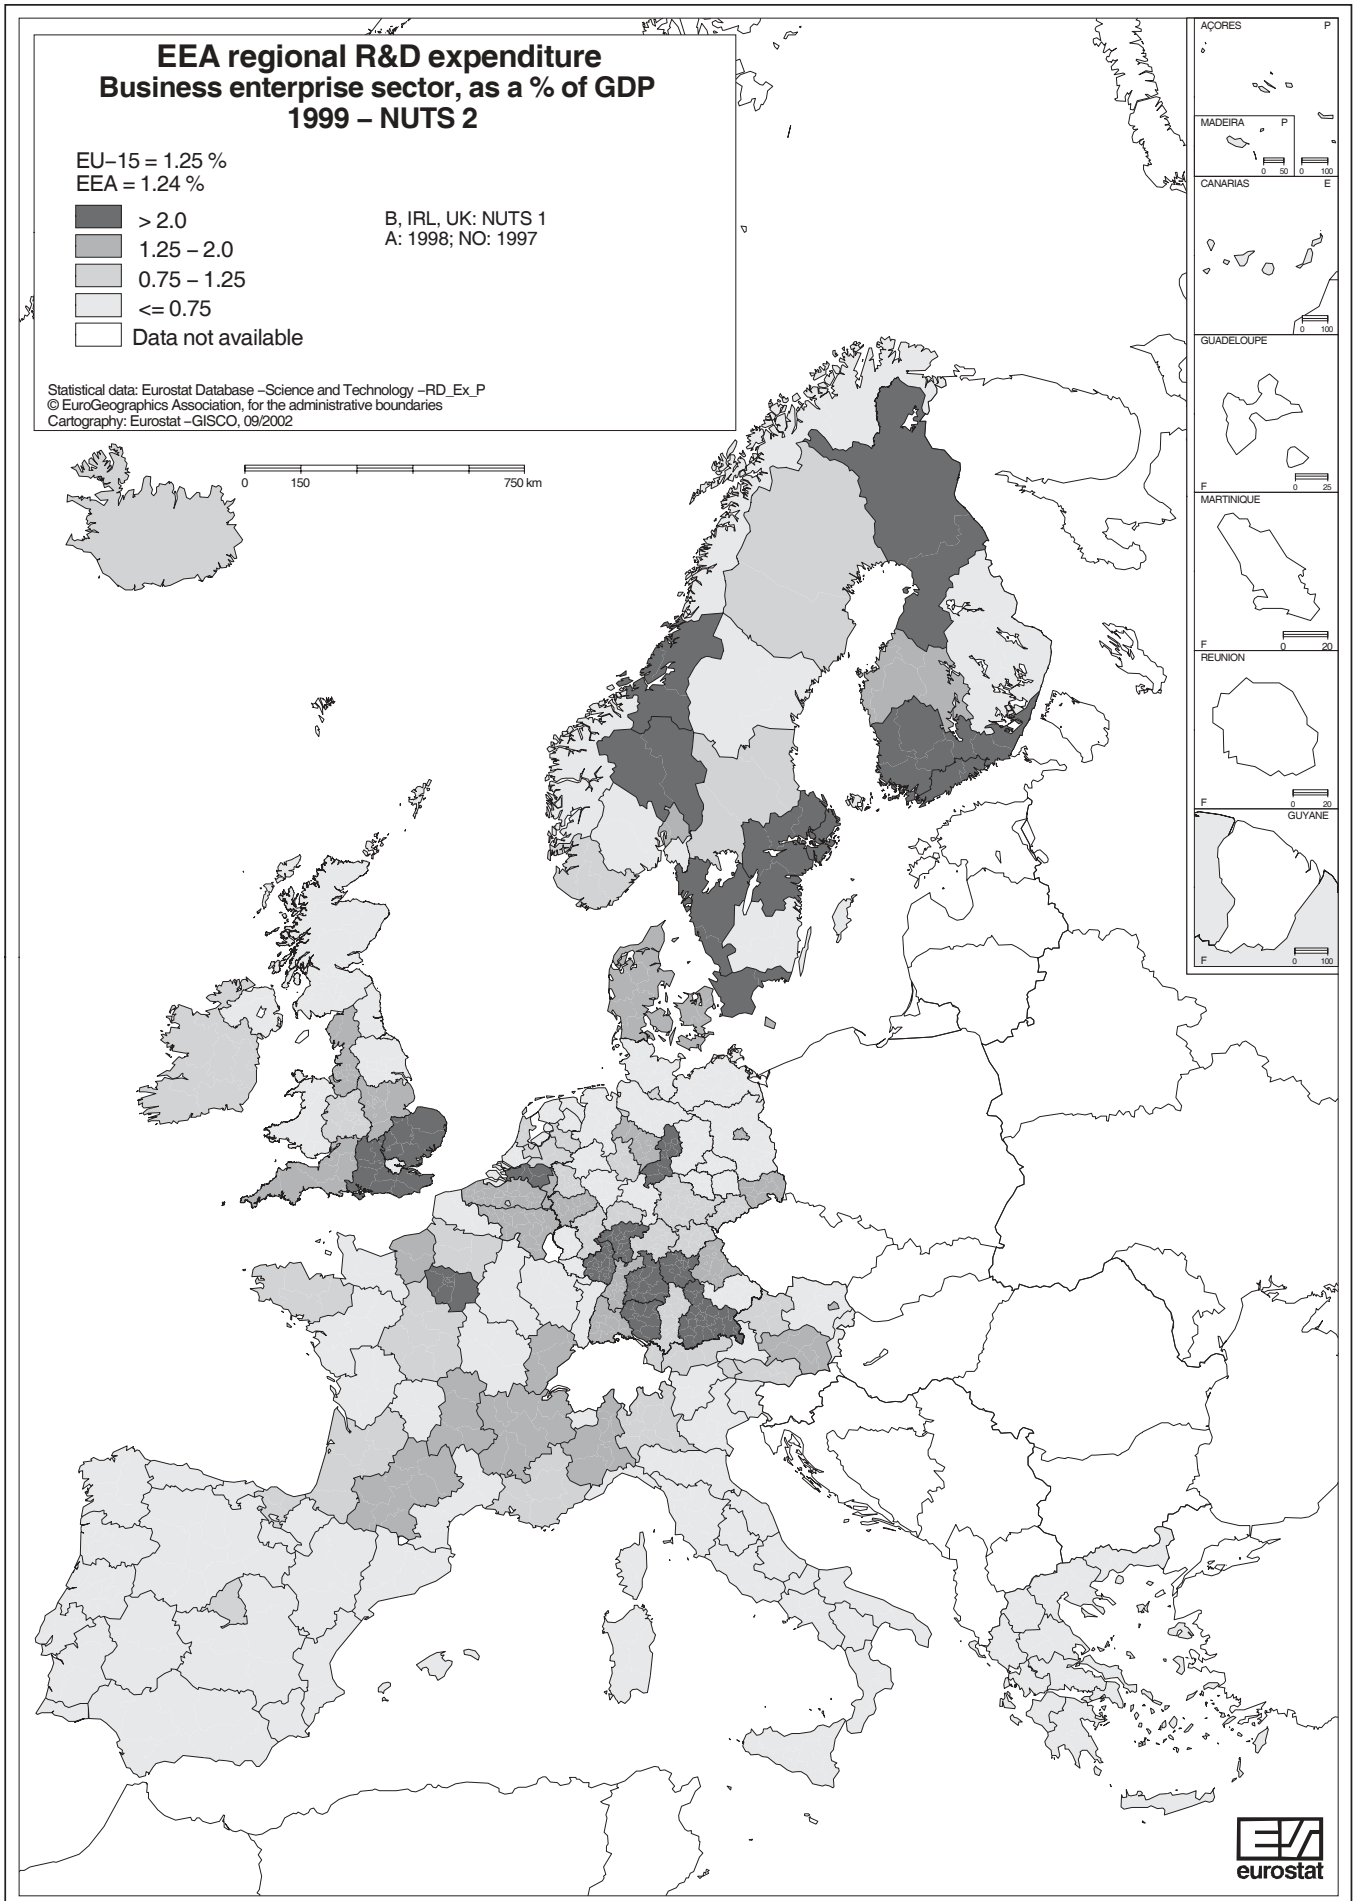 EEA regional R&D expenditure
Business enterprise sector, as a % of GDP
1999 – NUTS 2
EU–15 = 1.25 %
EEA = 1.24 %
> 2.0
1.25 – 2.0
0.75 – 1.25
<= 0.75
Data not available
B, IRL, UK: NUTS 1
A: 1998; NO: 1997
Statistical data: Eurostat Database –Science and Technology –RD_Ex_P
© EuroGeographics Association, for the administrative boundaries
Cartography: Eurostat –GISCO, 09/2002
0 150 750 km
AÇORES P
0 100
MADEIRA P
0 50
CANARIAS E
0 100
GUADELOUPE
F 0 25
MARTINIQUE
F 0 20
REUNION
F 0 20
GUYANE
F 0 100
eurostat